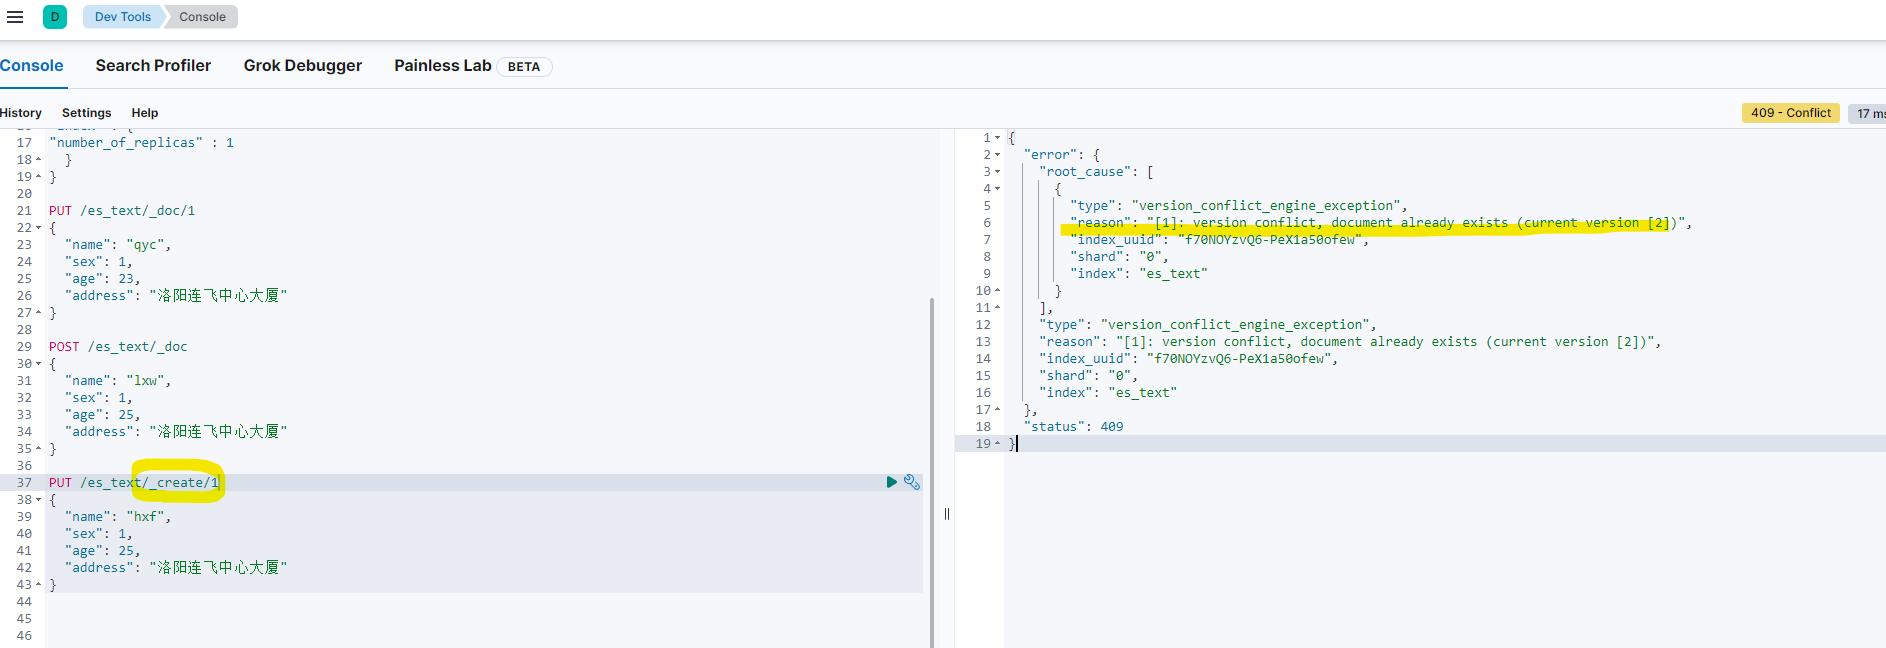 D Dev Tools Console
Console Search Profiler Grok Debugger Painless Lab BETA
History Settings Help
409 - Conflict 17 ms
17 "number_of_replicas" : 1
18 }
19 }
20
21 PUT /es_text/_doc/1
22 {
23 "name": "qyc",
24 "sex": 1,
25 "age": 23,
26 "address": "洛阳连飞中心大厦"
27 }
28
29 POST /es_text/_doc
30 {
31 "name": "lxw",
32 "sex": 1,
33 "age": 25,
34 "address": "洛阳连飞中心大厦"
35 }
36
37 PUT /es_text/_create/1
38 {
39 "name": "hxf",
40 "sex": 1,
41 "age": 25,
42 "address": "洛阳连飞中心大厦"
43 }
44
45
46
1 {
2 "error": {
3 "root_cause": [
4 {
5 "type": "version_conflict_engine_exception",
6 "reason": "[1]: version conflict, document already exists (current version [2])",
7 "index_uuid": "f70NOYzvQ6-PeX1a50ofew",
8 "shard": "0",
9 "index": "es_text"
10 }
11 ],
12 "type": "version_conflict_engine_exception",
13 "reason": "[1]: version conflict, document already exists (current version [2])",
14 "index_uuid": "f70NOYzvQ6-PeX1a50ofew",
15 "shard": "0",
16 "index": "es_text"
17 },
18 "status": 409
19 }